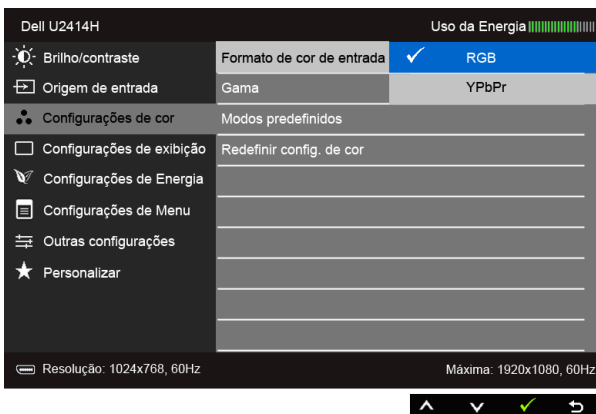 Dell U2414H Uso da Energia
Brilho/contraste Formato de cor de entrada RGB
Origem de entrada Gama YPbPr
Configurações de cor Modos predefinidos
Configurações de exibição Redefinir config. de cor
Configurações de Energia
Configurações de Menu
Outras configurações
Personalizar
Resolução: 1024x768, 60Hz Máxima: 1920x1080, 60Hz